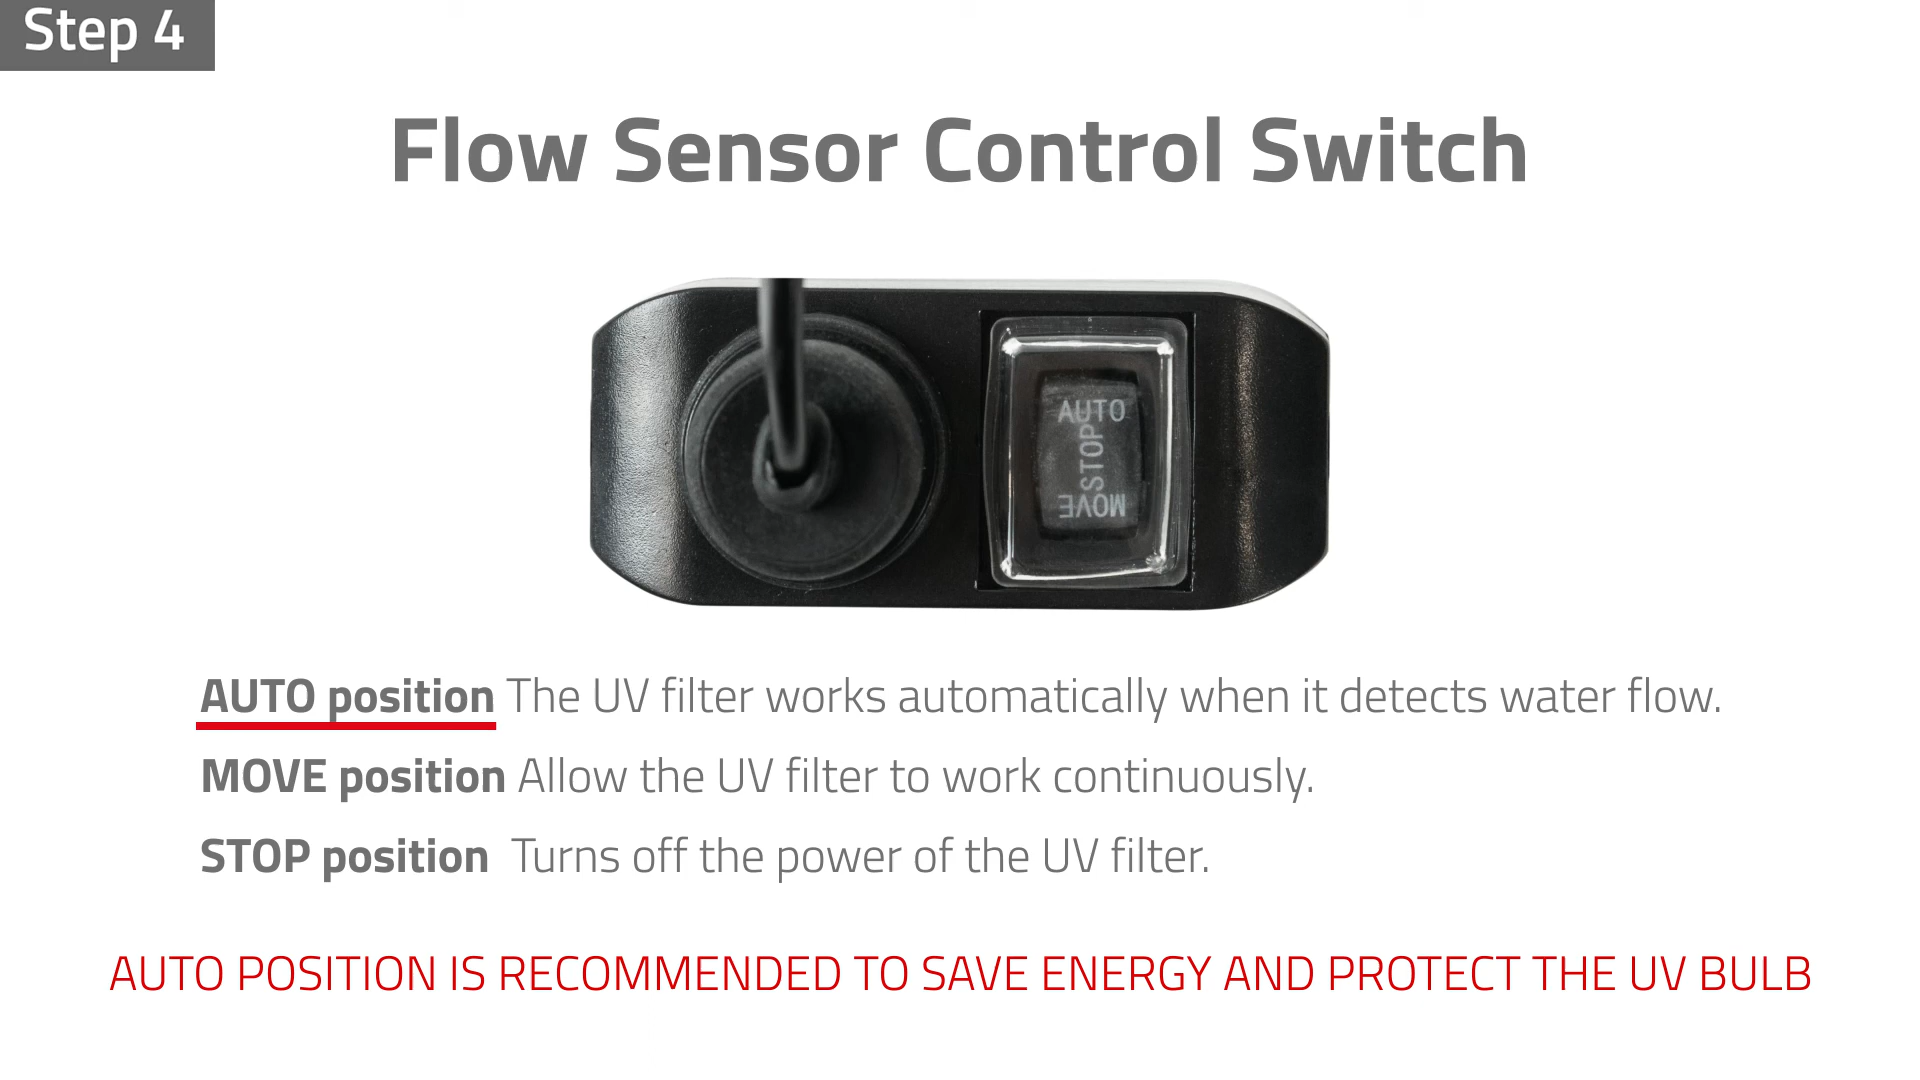 Step 4
Flow Sensor Control Switch
AUTO
STOP
MOVE
AUTO position The UV filter works automatically when it detects water flow.
MOVE position Allow the UV filter to work continuously.
STOP position Turns off the power of the UV filter.
AUTO POSITION IS RECOMMENDED TO SAVE ENERGY AND PROTECT THE UV BULB